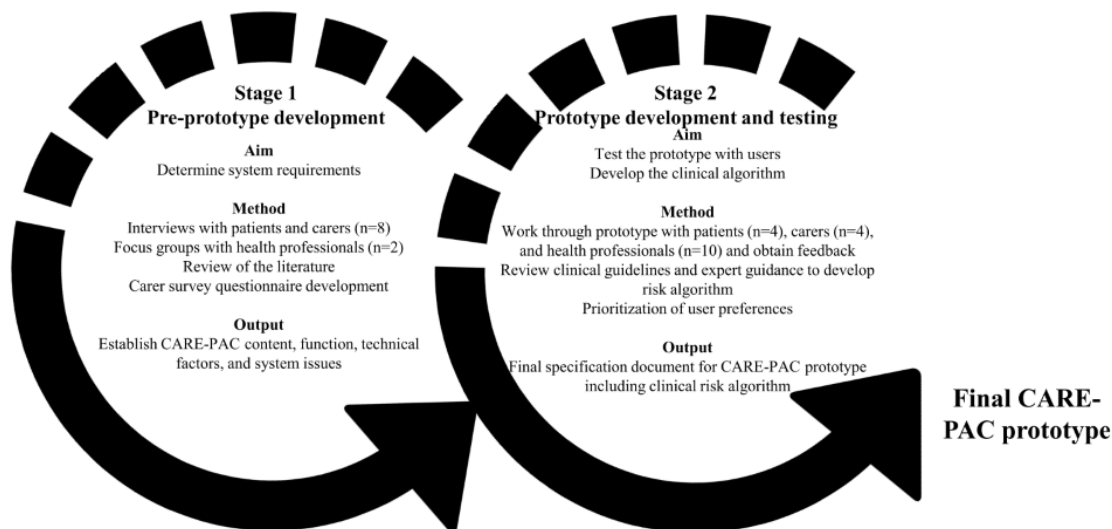 Stage 1
Pre-prototype development
Aim
Determine system requirements
Method
Interviews with patients and carers (n=8)
Focus groups with health professionals (n=2)
Review of the literature
Carer survey questionnaire development
Output
Establish CARE-PAC content, function, technical
factors, and system issues
Stage 2
Prototype development and testing
Aim
Test the prototype with users
Develop the clinical algorithm
Method
Work through prototype with patients (n=4), carers (n=4),
and health professionals (n=10) and obtain feedback
Review clinical guidelines and expert guidance to develop
risk algorithm
Prioritization of user preferences
Output
Final specification document for CARE-PAC prototype
including clinical risk algorithm
Final CARE-
PAC prototype